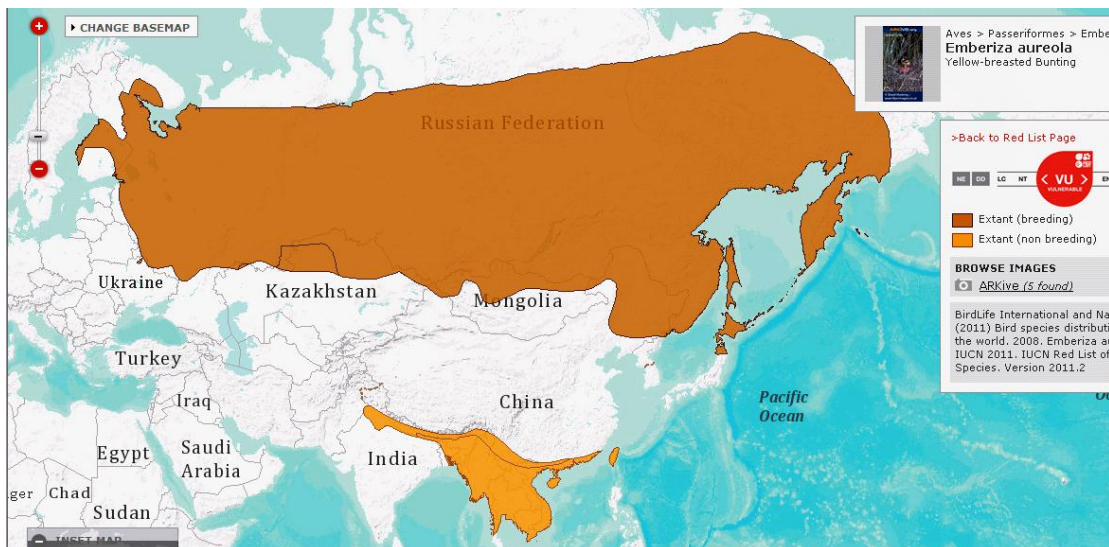 CHANGE BASEMAP
Russian Federation
Ukraine
Kazakhstan
Mongolia
Turkey
Iraq
China
Pacific
Ocean
Egypt
Saudi
Arabia
India
ger
Chad
Sudan
INSET MAP
Aves > Passeriformes > Embe
Emberiza aureola
Yellow-breasted Bunting
>Back to Red List Page
NE DD LC NT < VU > EN
VULNERABLE
Extant (breeding)
Extant (non breeding)
BROWSE IMAGES
ARKive (5 found)
BirdLife International and Na
(2011) Bird species distributi
the world. 2008. Emberiza au
IUCN 2011. IUCN Red List of
Species. Version 2011.2